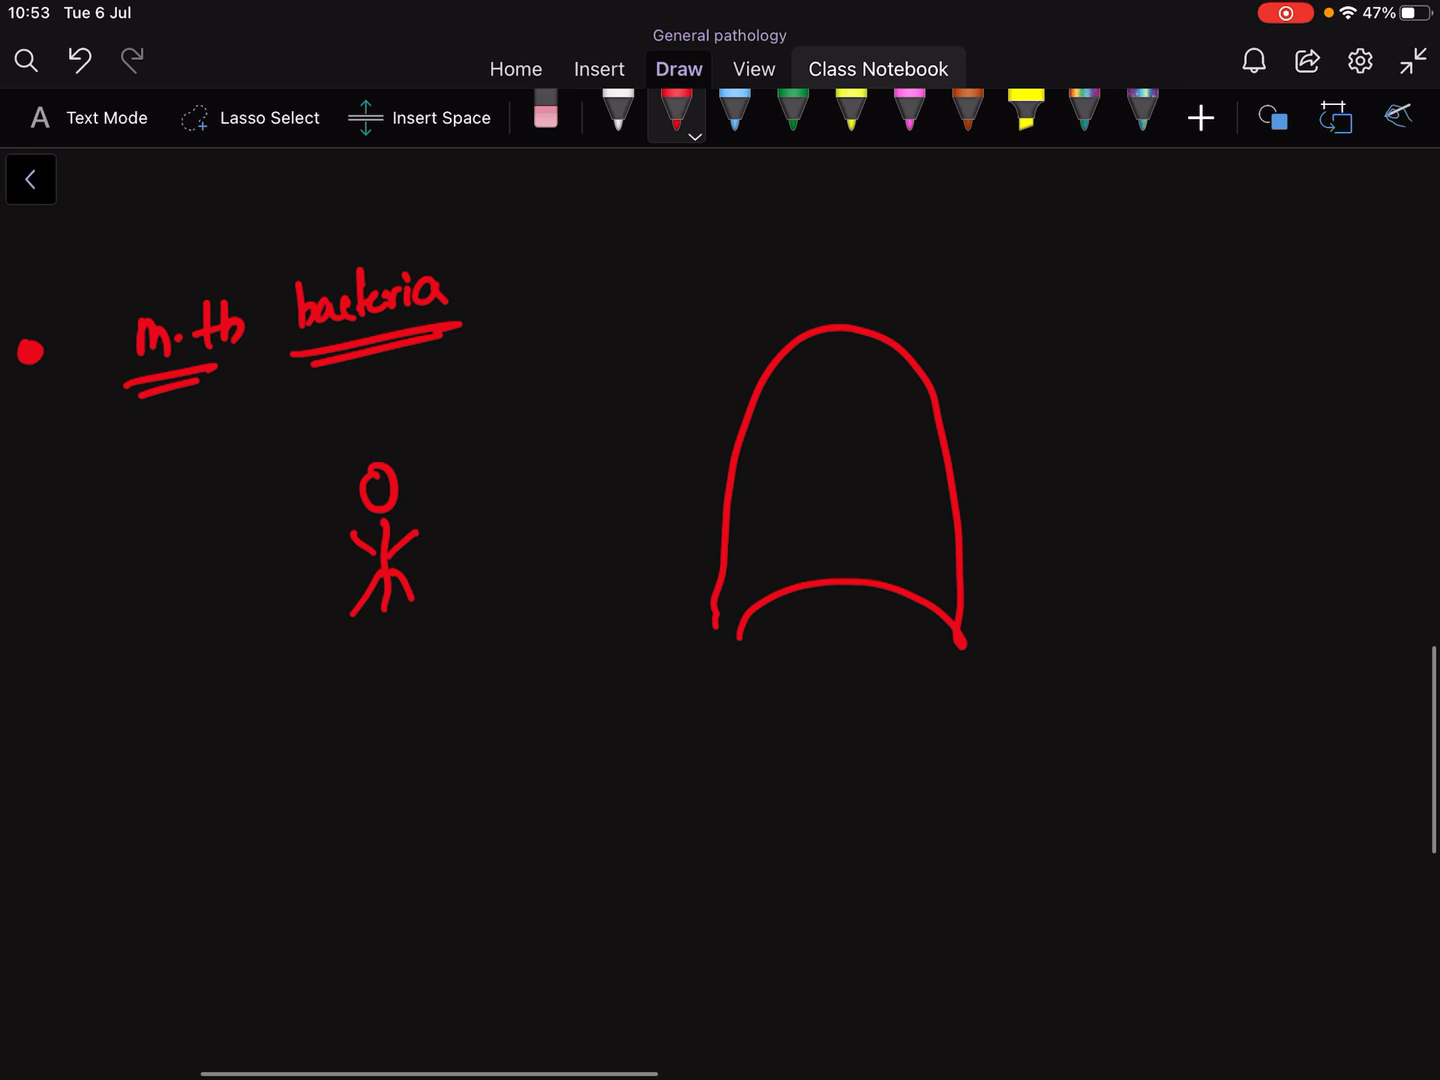 10:53 Tue 6 Jul
47%
General pathology
Home Insert Draw View Class Notebook
A Text Mode Lasso Select Insert Space
m.tb bacteria